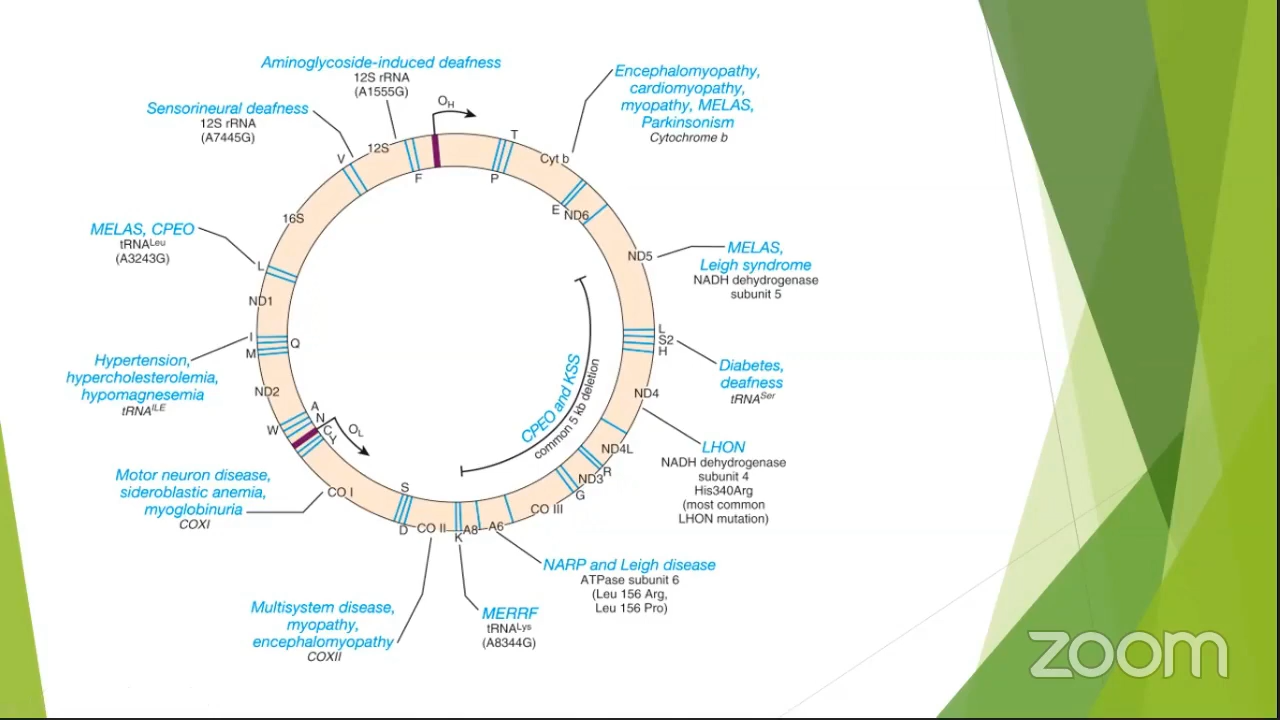 Aminoglycoside-induced deafness
12S rRNA
(A1555G)
Sensorineural deafness
12S rRNA
(A7445G)
MELAS, CPEO
tRNALeu
(A3243G)
Hypertension,
hypercholesterolemia,
hypomagnesemia
tRNAILE
Motor neuron disease,
sideroblastic anemia,
myoglobinuria
COXI
Multisystem disease,
myopathy,
encephalomyopathy
COXII
MERRF
tRNALys
(A8344G)
NARP and Leigh disease
ATPase subunit 6
(Leu 156 Arg,
Leu 156 Pro)
LHON
NADH dehydrogenase
subunit 4
His340Arg
(most common
LHON mutation)
Diabetes,
deafness
tRNASer
MELAS,
Leigh syndrome
NADH dehydrogenase
subunit 5
Encephalomyopathy,
cardiomyopathy,
myopathy, MELAS,
Parkinsonism
Cytochrome b
OH
T
P
Cyt b
E
ND6
ND5
L
S2
H
ND4
ND4L
R
ND3
G
CO III
A6
A8
K
CO II
D
S
CO I
Y
C
N
A
OL
W
ND2
M
Q
I
ND1
L
16S
V
12S
F
CPEO and KSS
common 5 kb deletion
zoom